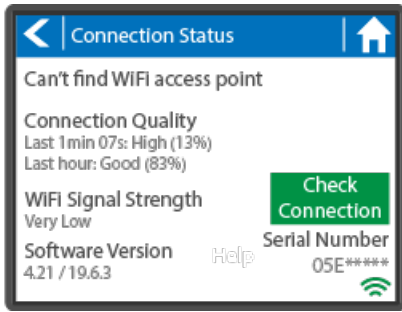 Connection Status
Can't find WiFi access point
Connection Quality
Last 1min 07s: High (13%)
Last hour: Good (83%)
WiFi Signal Strength
Very Low
Check
Connection
Software Version
4.21 / 19.6.3
Help
Serial Number
05E*****